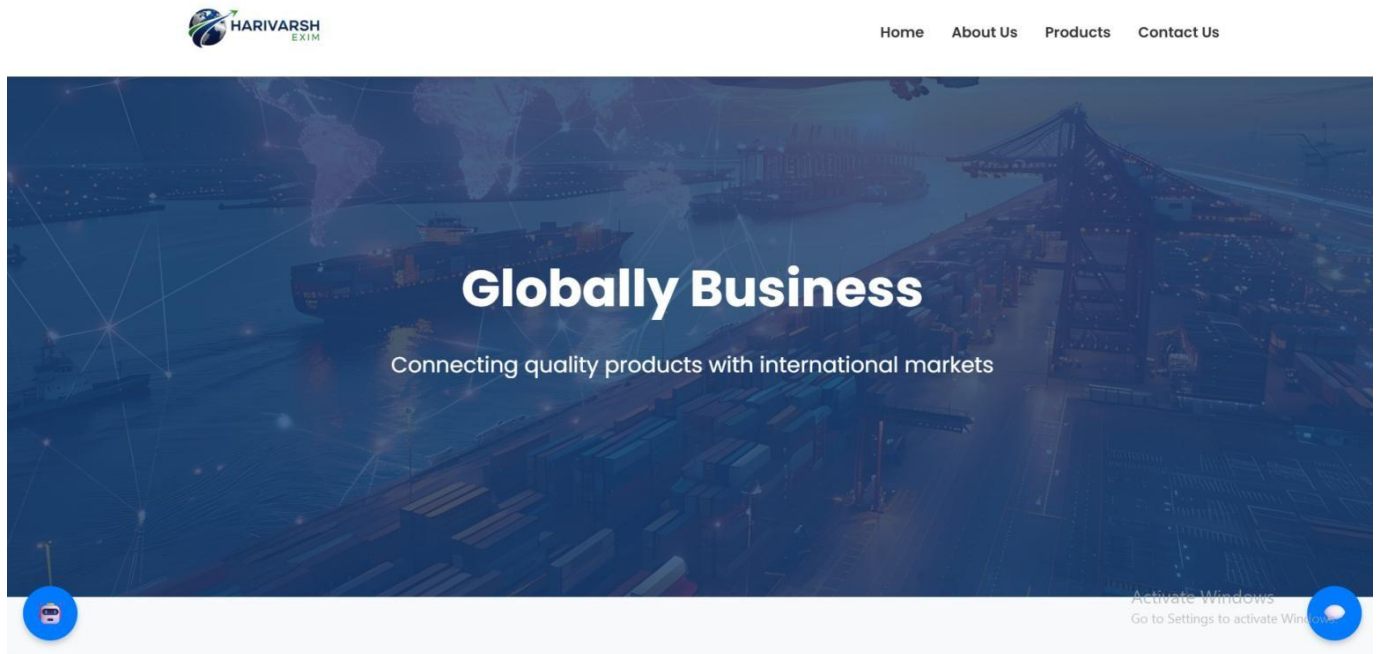 HARIVARSH
EXIM
Home About Us Products Contact Us
Globally Business
Connecting quality products with international markets
Activate Windows
Go to Settings to activate Windows.